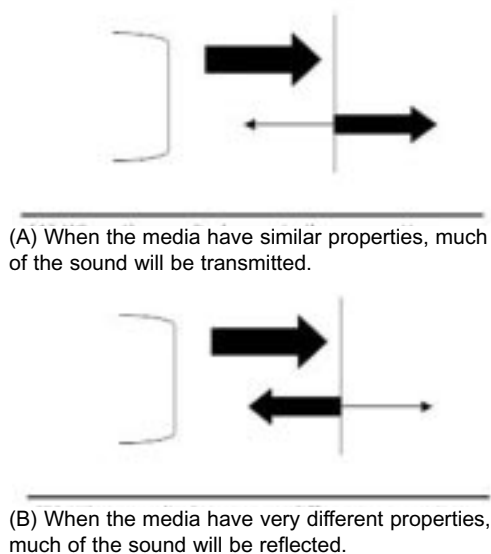 (A) When the media have similar properties, much
of the sound will be transmitted.
(B) When the media have very different properties,
much of the sound will be reflected.